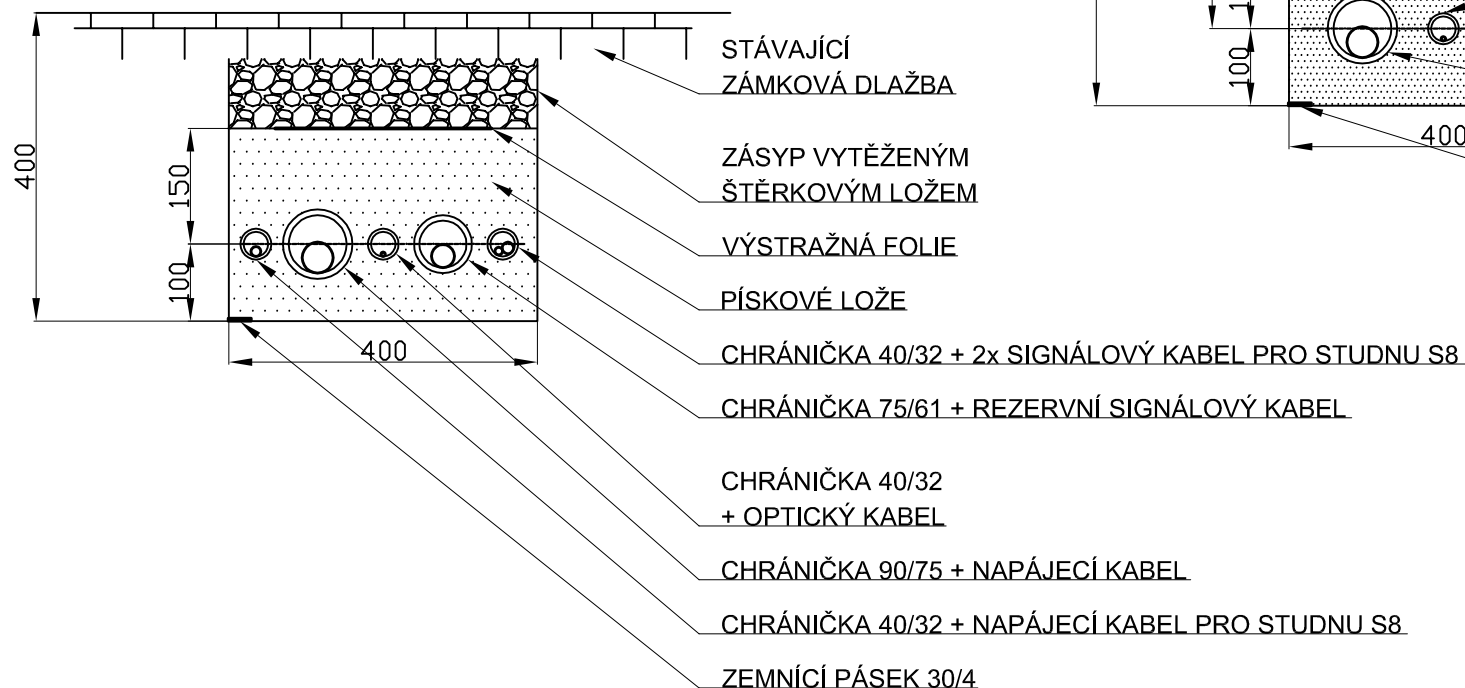 STÁVAJÍCÍ
ZÁMKOVÁ DLAŽBA
ZÁSYP VYTĚŽENÝM
ŠTĚRKOVÝM LOŽEM
VÝSTRAŽNÁ FOLIE
PÍSKOVÉ LOŽE
CHRÁNIČKA 40/32 + 2x SIGNÁLOVÝ KABEL PRO STUDNU S8
CHRÁNIČKA 75/61 + REZERVNÍ SIGNÁLOVÝ KABEL
CHRÁNIČKA 40/32
+ OPTICKÝ KABEL
CHRÁNIČKA 90/75 + NAPÁJECÍ KABEL
CHRÁNIČKA 40/32 + NAPÁJECÍ KABEL PRO STUDNU S8
ZEMNÍCÍ PÁSEK 30/4
400
150
100
400
100
400